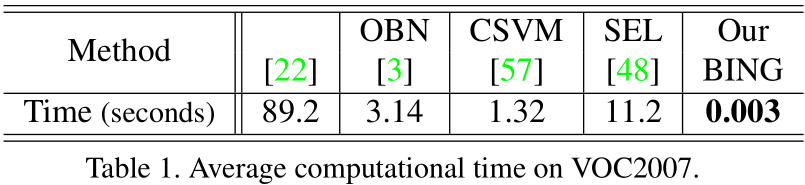 Method OBN CSVM SEL Our
[22] [3] [57] [48] BING
Time (seconds) 89.2 3.14 1.32 11.2 0.003
Table 1. Average computational time on VOC2007.